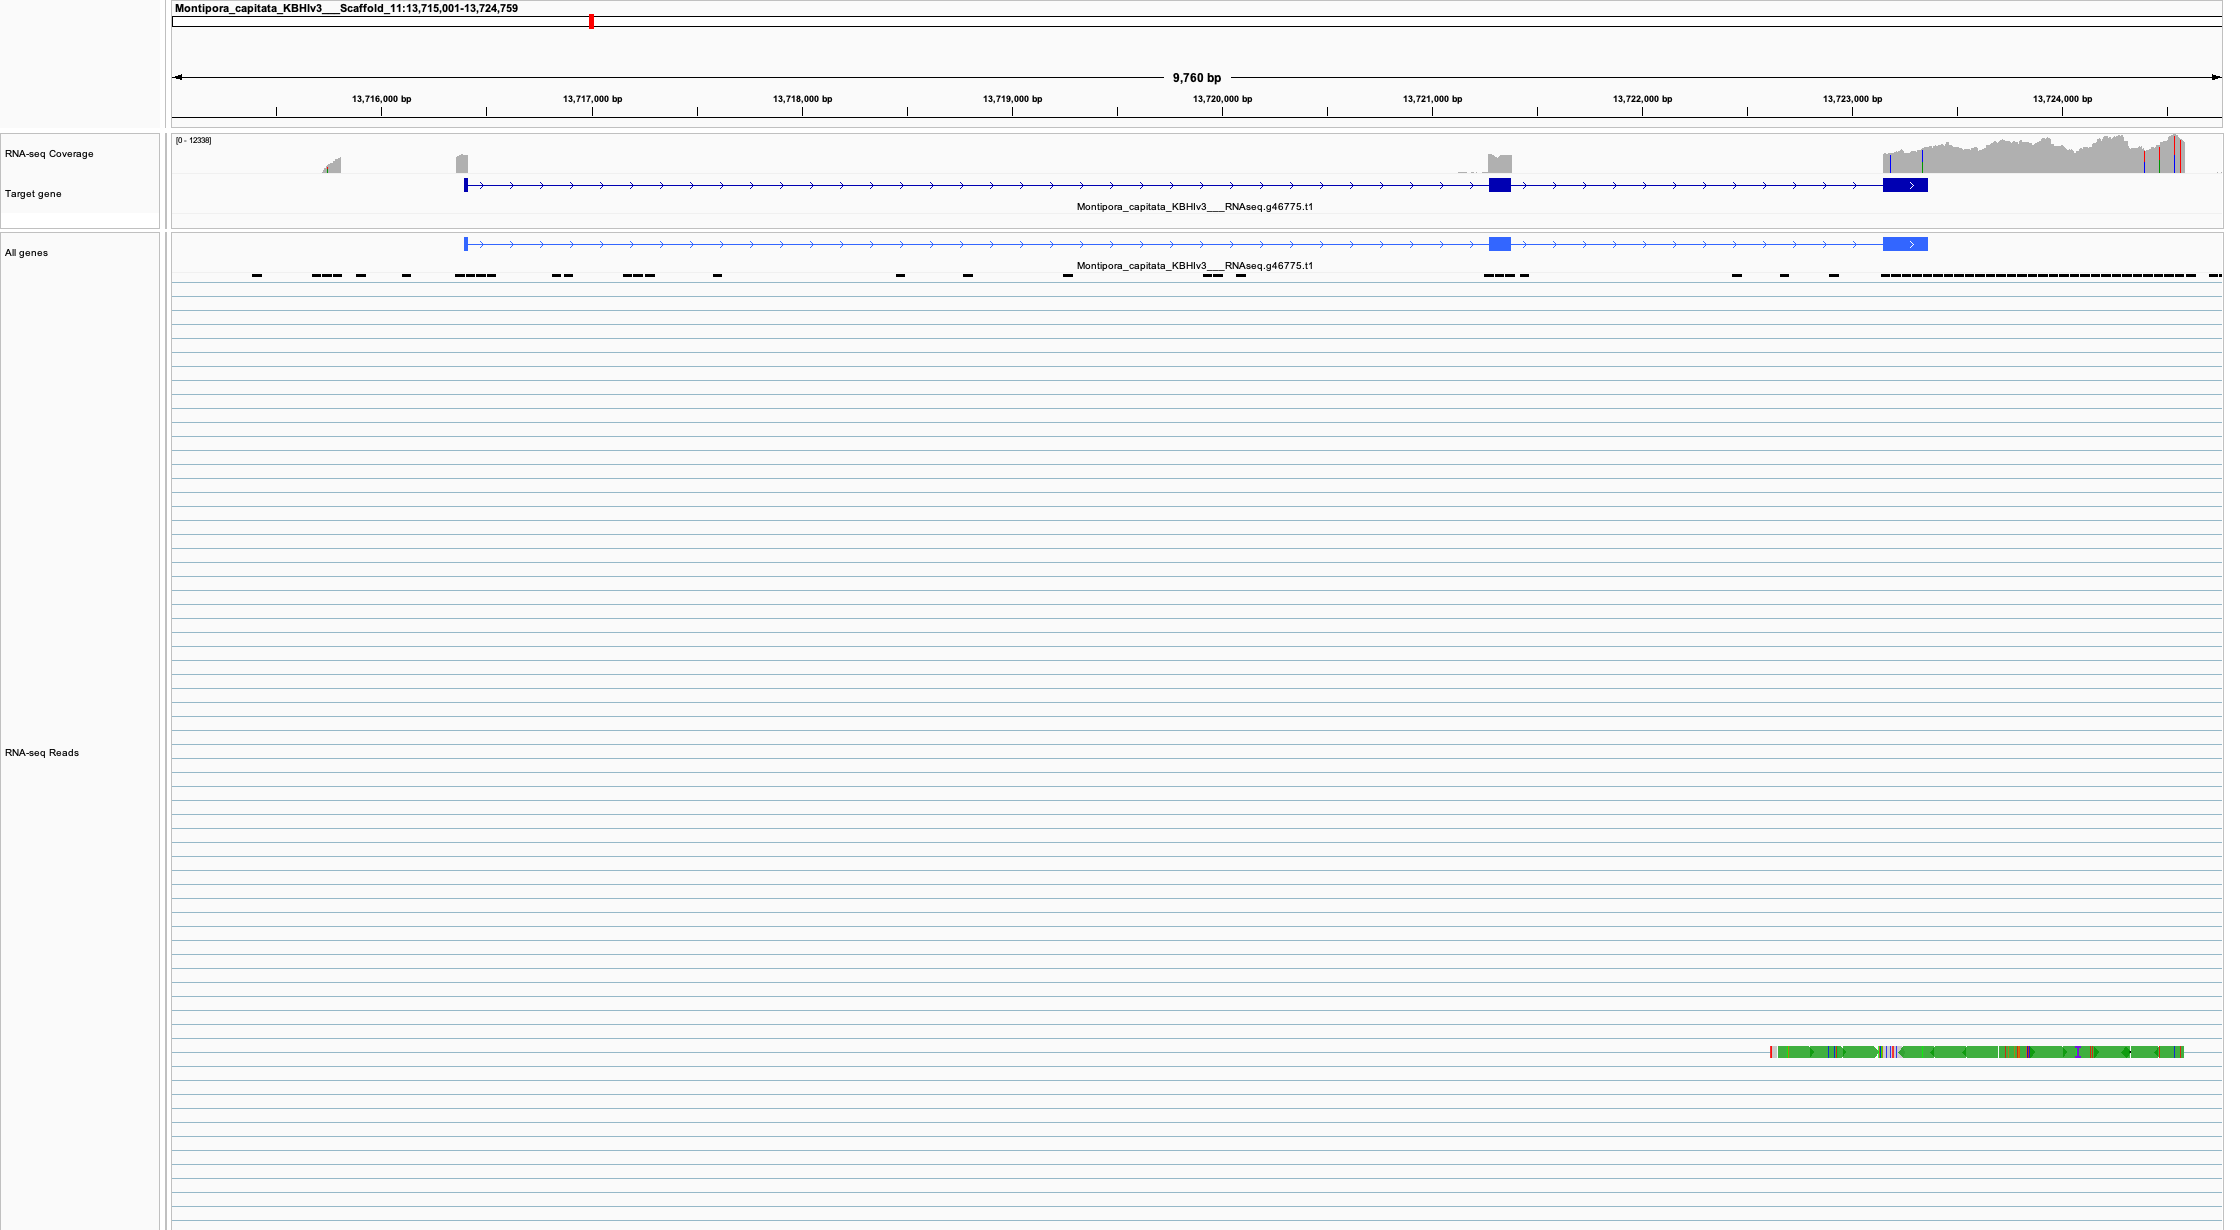 Montipora_capitata_KBHIv3___Scaffold_11:13,715,001-13,724,759
9,760 bp
13,716,000 bp 13,717,000 bp 13,718,000 bp 13,719,000 bp 13,720,000 bp 13,721,000 bp 13,722,000 bp 13,723,000 bp 13,724,000 bp
[0 - 12338]
RNA-seq Coverage
Target gene
Montipora_capitata_KBHIv3___RNAseq.g46775.t1
All genes
Montipora_capitata_KBHIv3___RNAseq.g46775.t1
RNA-seq Reads